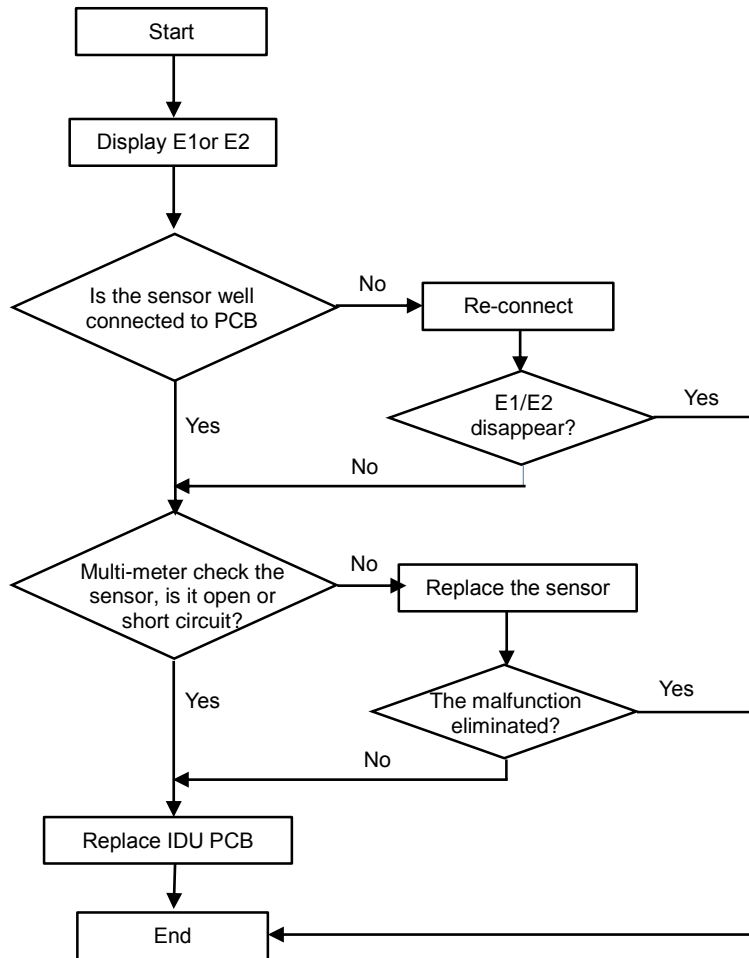 Start
Display E1or E2
Is the sensor well
connected to PCB
No
Re-connect
E1/E2
disappear?
Yes
Yes
No
Multi-meter check the
sensor, is it open or
short circuit?
No
Replace the sensor
The malfunction
eliminated?
Yes
Yes
No
Replace IDU PCB
End